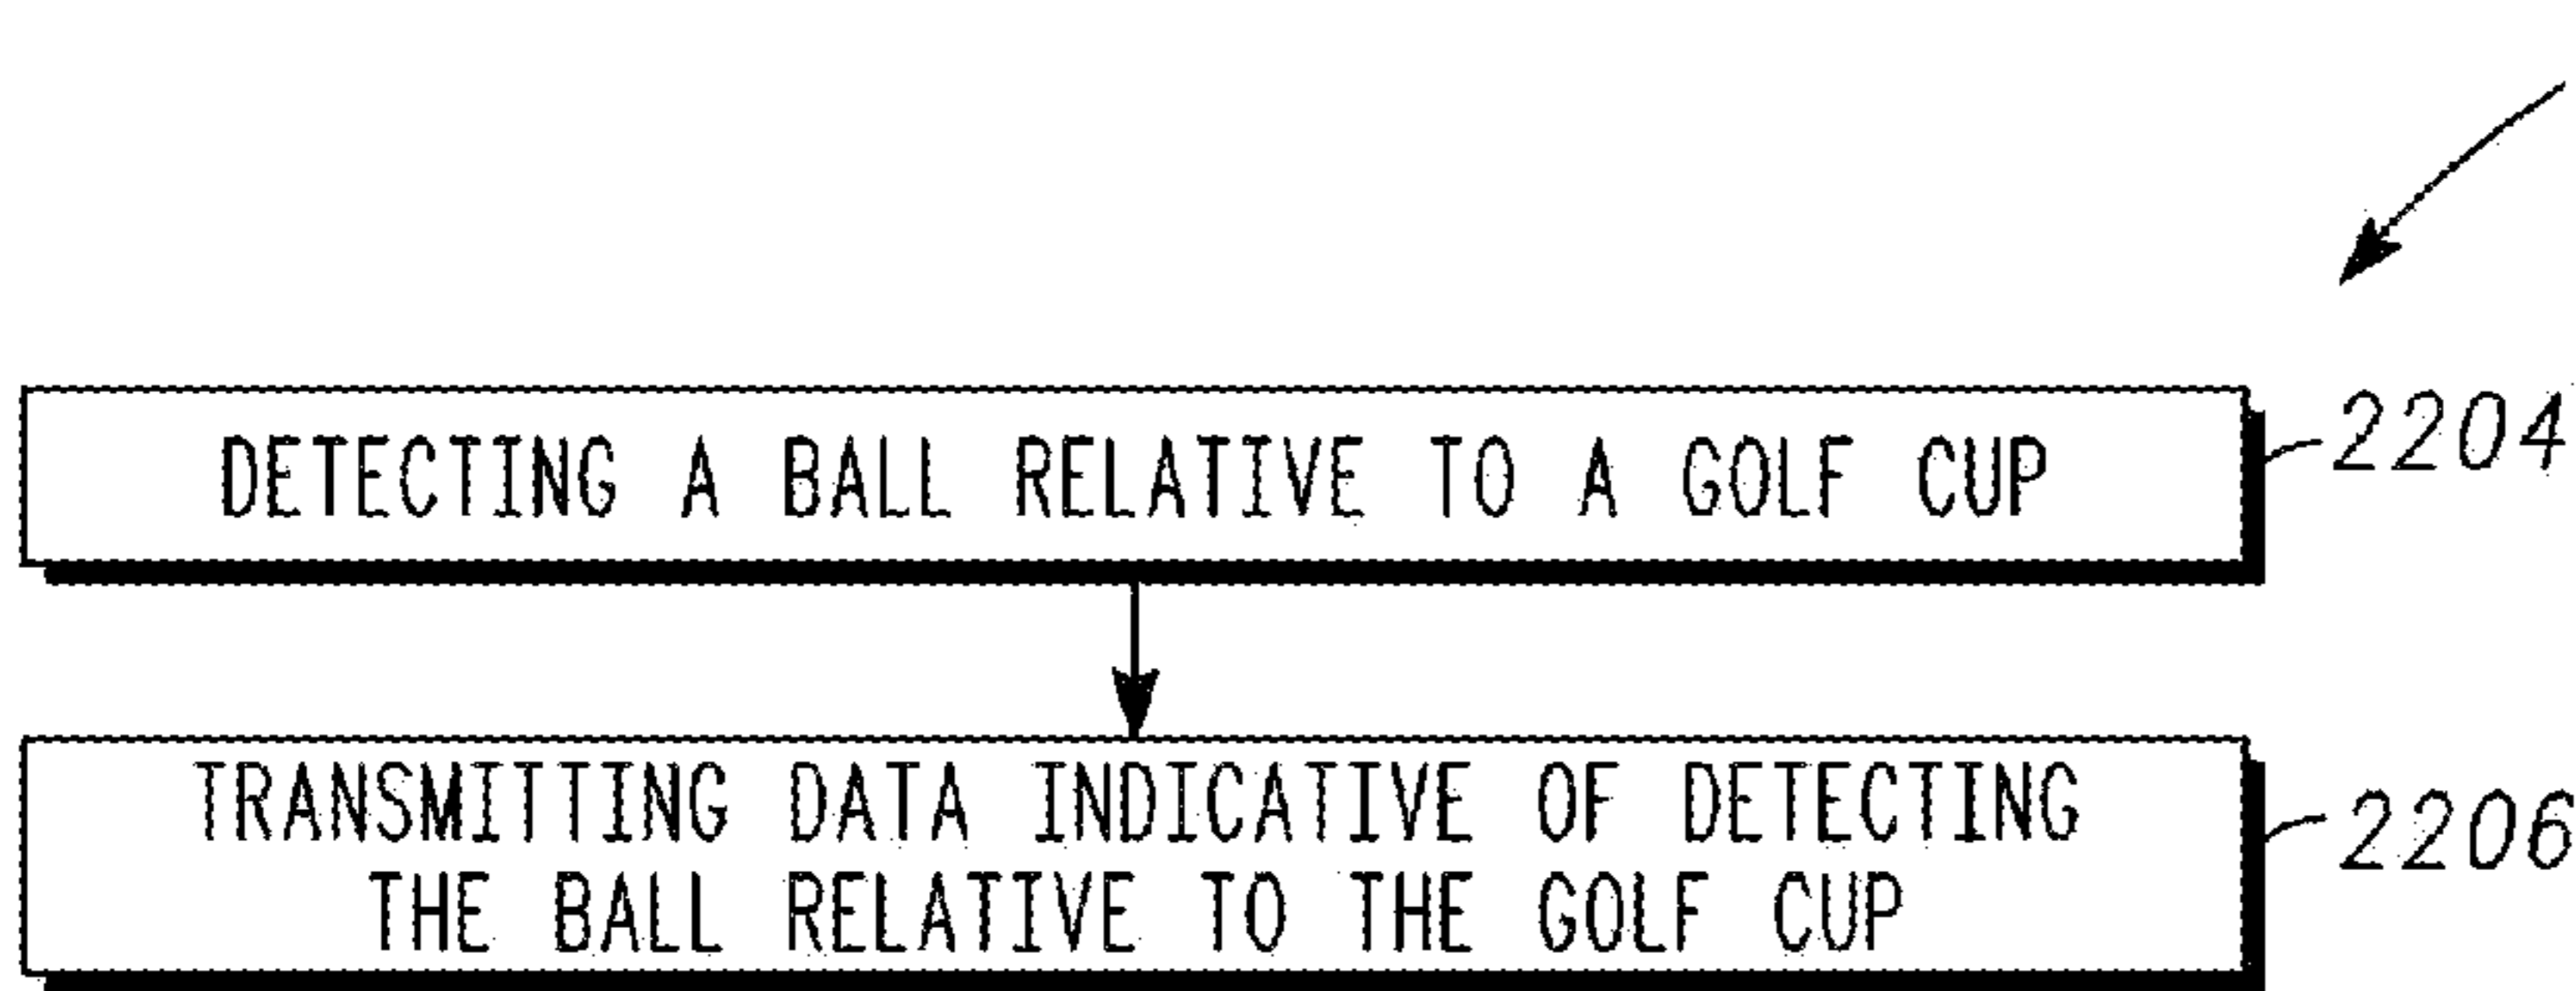 DETECTING A BALL RELATIVE TO A GOLF CUP
2204
TRANSMITTING DATA INDICATIVE OF DETECTING
THE BALL RELATIVE TO THE GOLF CUP
2206